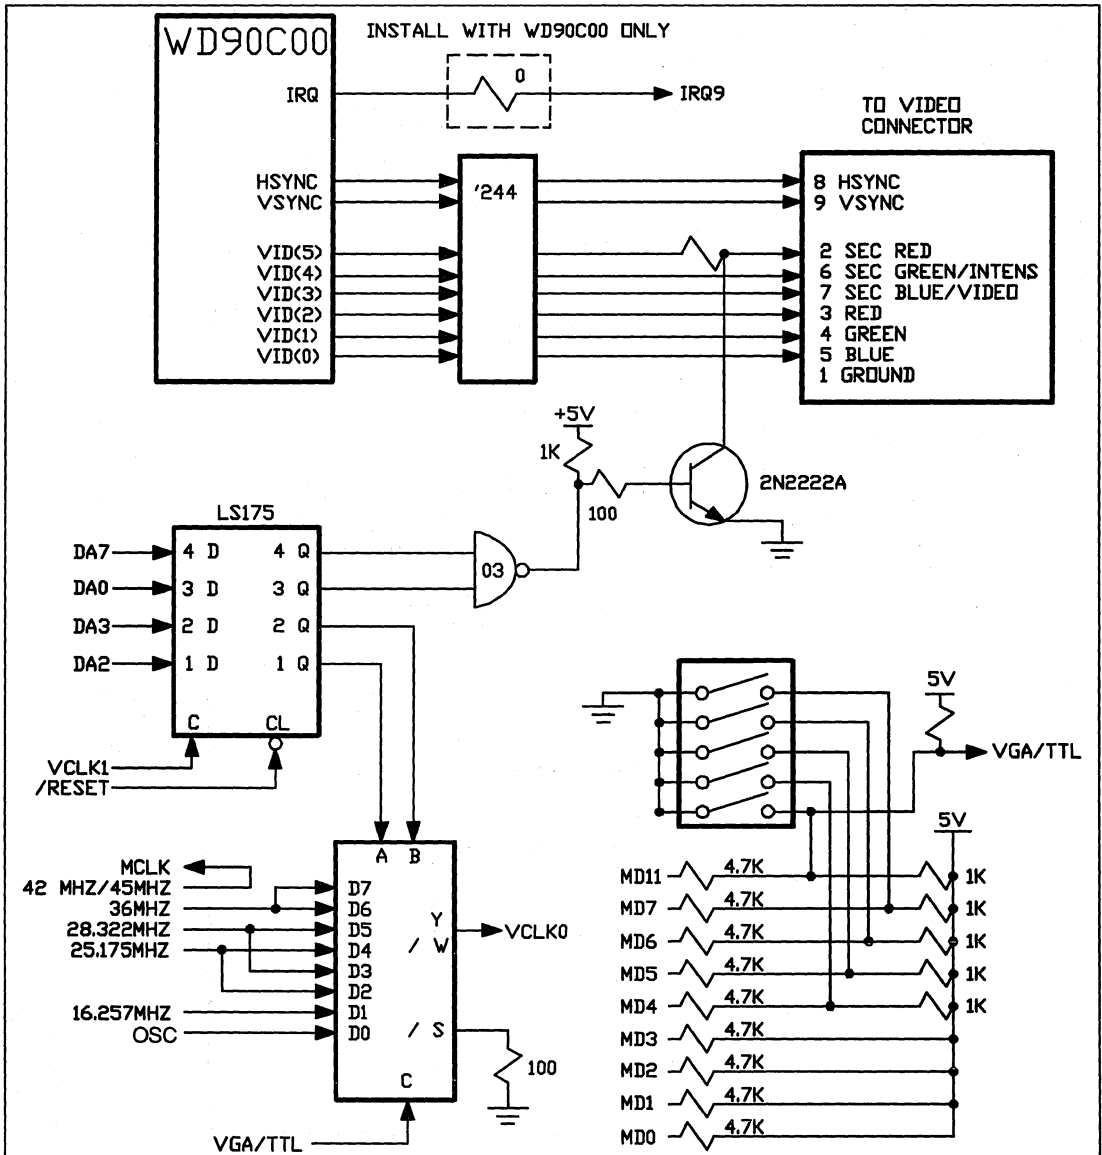 WD90C00
INSTALL WITH WD90C00 ONLY
0
IRQ
IRQ9
TO VIDEO
CONNECTOR
HSYNC
VSYNC
'244
8 HSYNC
9 VSYNC
VID(5)
VID(4)
VID(3)
VID(2)
VID(1)
VID(0)
2 SEC RED
6 SEC GREEN/INTENS
7 SEC BLUE/VIDEO
3 RED
4 GREEN
5 BLUE
1 GROUND
+5V
1K
100
2N2222A
LS175
DA7
4 D
4 Q
DA0
3 D
3 Q
DA3
2 D
2 Q
DA2
1 D
1 Q
03
C
CL
VCLK1
/RESET
5V
VGA/TTL
5V
A B
MCLK
42 MHZ/45MHZ
36MHZ
28.322MHZ
25.175MHZ
16.257MHZ
OSC
D7
D6
D5
D4
D3
D2
D1
D0
Y
/ W
VCLK0
/ S
100
C
VGA/TTL
MD11 4.7K 1K
MD7 4.7K 1K
MD6 4.7K 1K
MD5 4.7K 1K
MD4 4.7K 1K
MD3 4.7K
MD2 4.7K
MD1 4.7K
MD0 4.7K